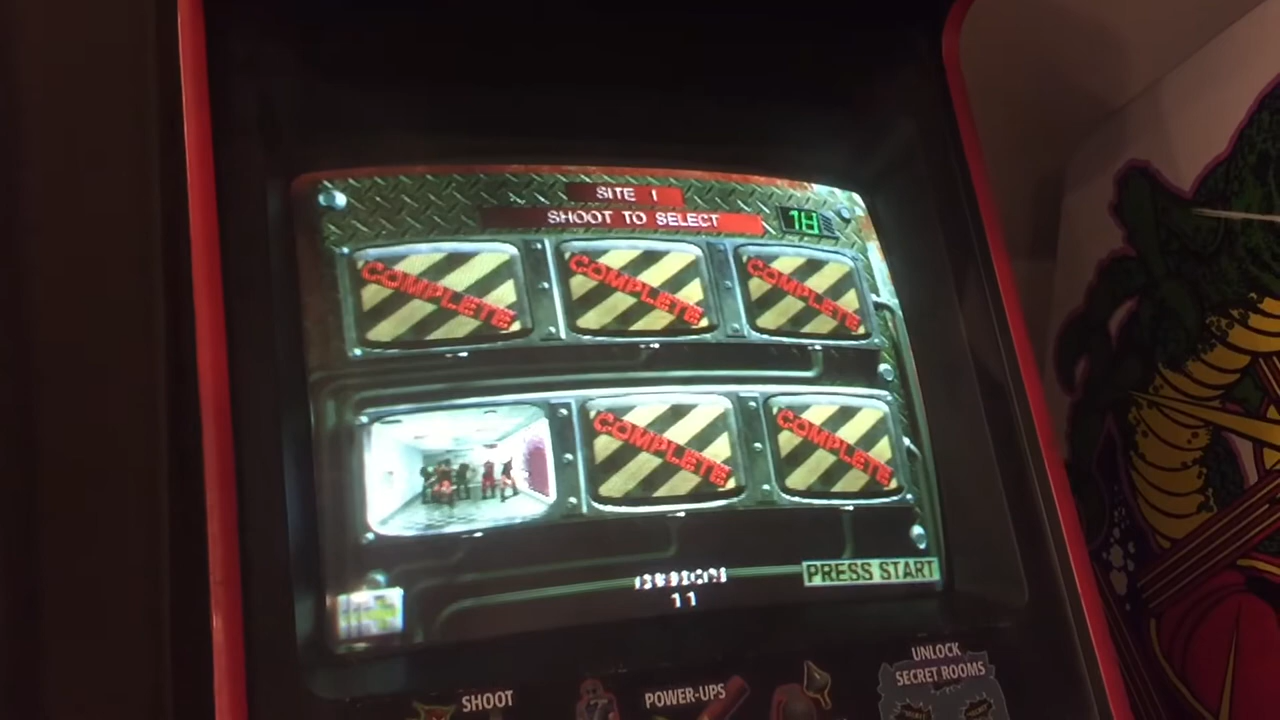 SITE 1
SHOOT TO SELECT
COMPLETE
COMPLETE
COMPLETE
COMPLETE
COMPLETE
PRESS START
11
SHOOT
POWER-UPS
UNLOCK
SECRET ROOMS